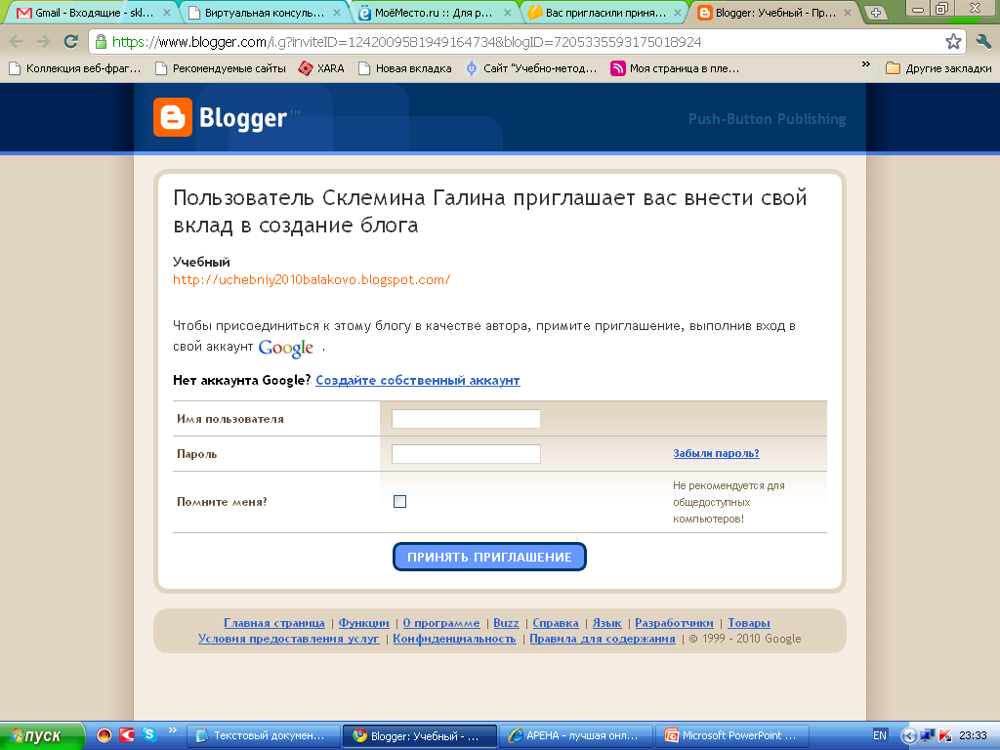 Gmail - Входящие - skl...
Виртуальная консуль...
МоёМесто.ru :: Для р...
Вас пригласили приня...
Blogger: Учебный - Пр...
https://www.blogger.com/i.g?inviteID=1242009581949164734&blogID=7205335593175018924
Коллекция веб-фраг...
Рекомендуемые сайты
XARA
Новая вкладка
Сайт "Учебно-метод...
Моя страница в пле...
»
Другие закладки
Blogger™
Push-Button Publishing
Пользователь Склемина Галина приглашает вас внести свой
вклад в создание блога
Учебный
http://uchebniy2010balakovo.blogspot.com/
Чтобы присоединиться к этому блогу в качестве автора, примите приглашение, выполнив вход в
свой аккаунт Google .
Нет аккаунта Google? Создайте собственный аккаунт
Имя пользователя
Пароль
Забыли пароль?
Помните меня?
Не рекомендуется для
общедоступных
компьютеров!
ПРИНЯТЬ ПРИГЛАШЕНИЕ
Главная страница | Функции | О программе | Buzz | Справка | Язык | Разработчики | Товары
Условия предоставления услуг | Конфиденциальность | Правила для содержания | © 1999 - 2010 Google
пуск
»
Текстовый докумен...
Blogger: Учебный - ...
АРЕНА - лучшая онл...
Microsoft PowerPoint ...
EN
23:33